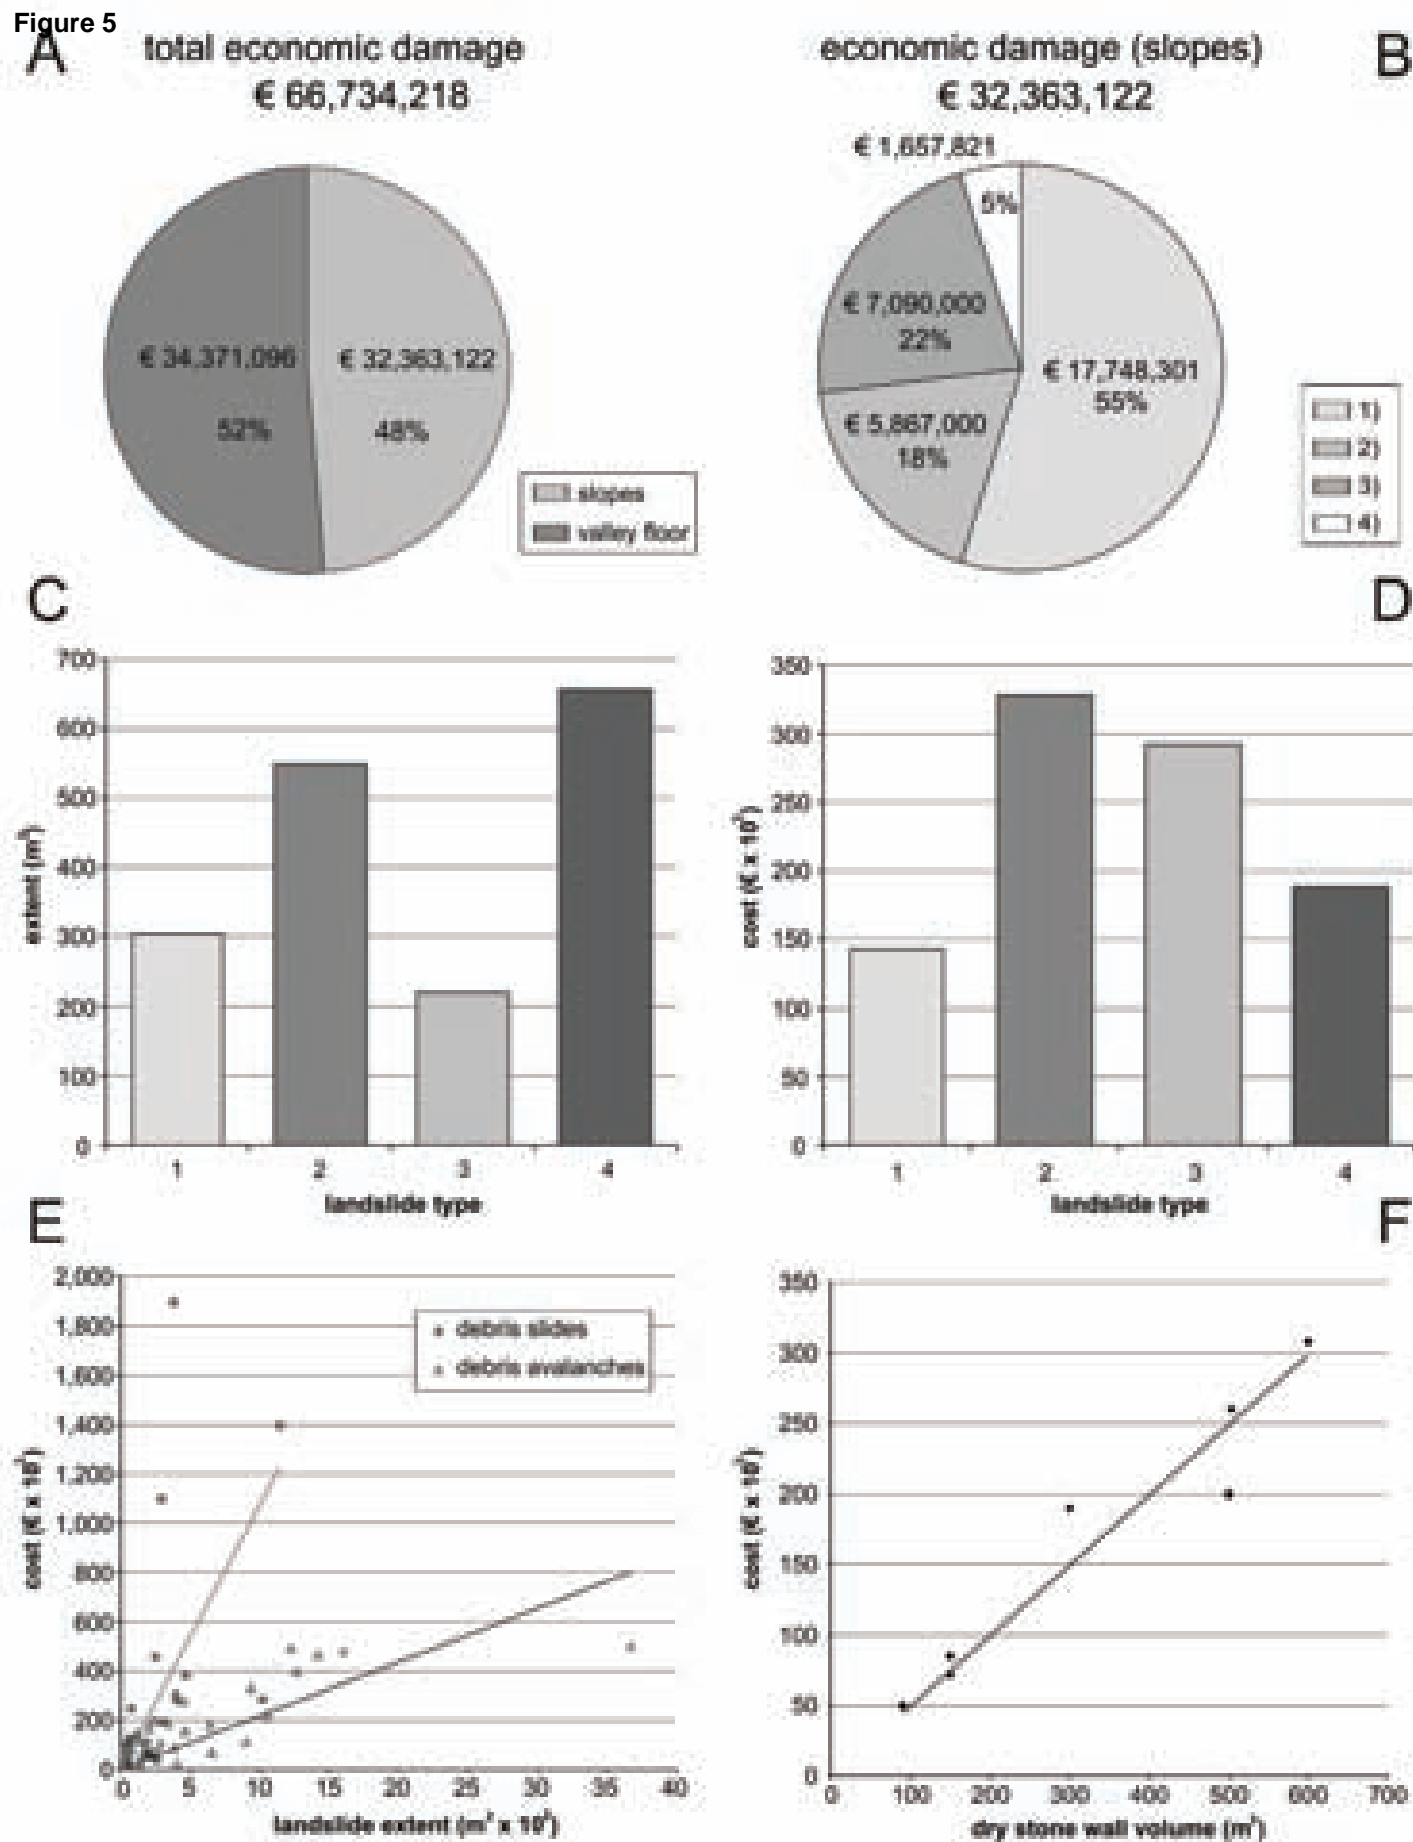 Figure 5
A
total economic damage
€ 66,734,218
€ 34,371,096
52%
€ 32,363,122
48%
slopes
valley floor
B
economic damage (slopes)
€ 32,363,122
€ 1,657,821
5%
€ 7,090,000
22%
€ 17,748,301
55%
€ 5,867,000
18%
1)
2)
3)
4)
C
700
600
500
400
300
200
100
0
extent (m²)
1 2 3 4
landslide type
D
350
300
250
200
150
100
50
0
cost (€ x 10³)
1 2 3 4
landslide type
E
2,000
1,800
1,600
1,400
1,200
1,000
800
600
400
200
0
cost (€ x 10³)
debris slides
debris avalanches
0 5 10 15 20 25 30 35 40
landslide extent (m² x 10²)
F
350
300
250
200
150
100
50
0
cost (€ x 10³)
0 100 200 300 400 500 600 700
dry stone wall volume (m³)